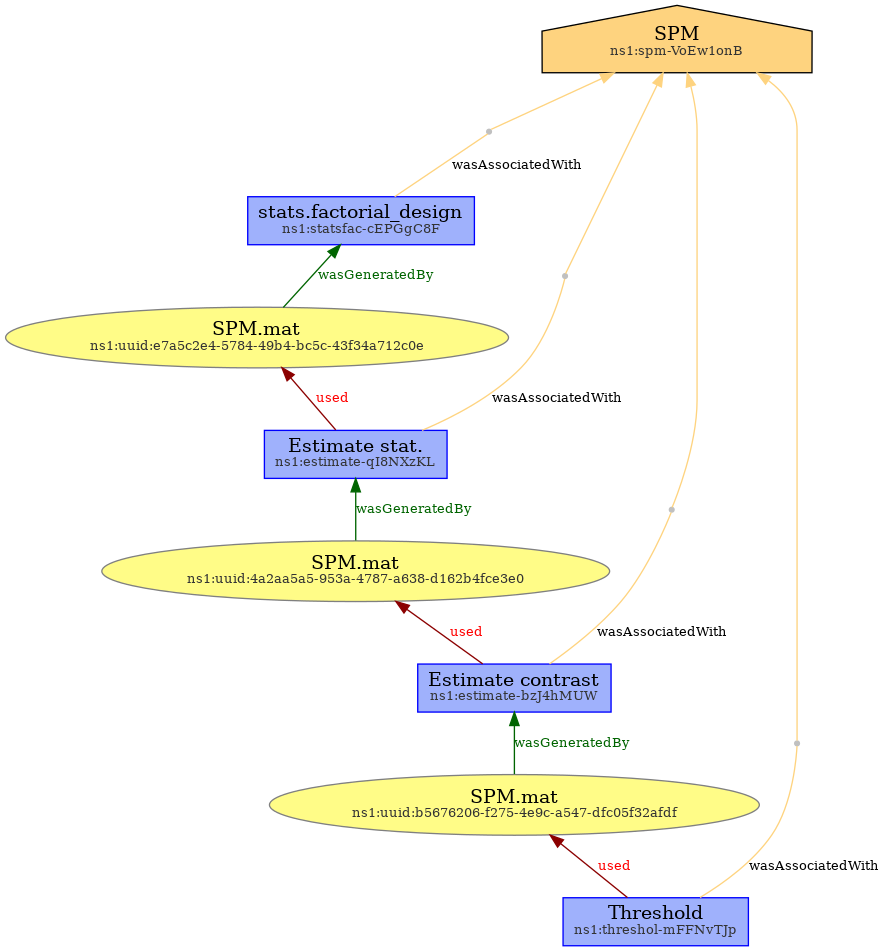 SPM
ns1:spm-VoEw1onB
wasAssociatedWith
stats.factorial_design
ns1:statsfac-cEPGgC8F
wasGeneratedBy
SPM.mat
ns1:uuid:e7a5c2e4-5784-49b4-bc5c-43f34a712c0e
used
wasAssociatedWith
Estimate stat.
ns1:estimate-qI8NXzKL
wasGeneratedBy
SPM.mat
ns1:uuid:4a2aa5a5-953a-4787-a638-d162b4fce3e0
used
wasAssociatedWith
Estimate contrast
ns1:estimate-bzJ4hMUW
wasGeneratedBy
SPM.mat
ns1:uuid:b5676206-f275-4e9c-a547-dfc05f32afdf
used
wasAssociatedWith
Threshold
ns1:threshol-mFFNvTJp